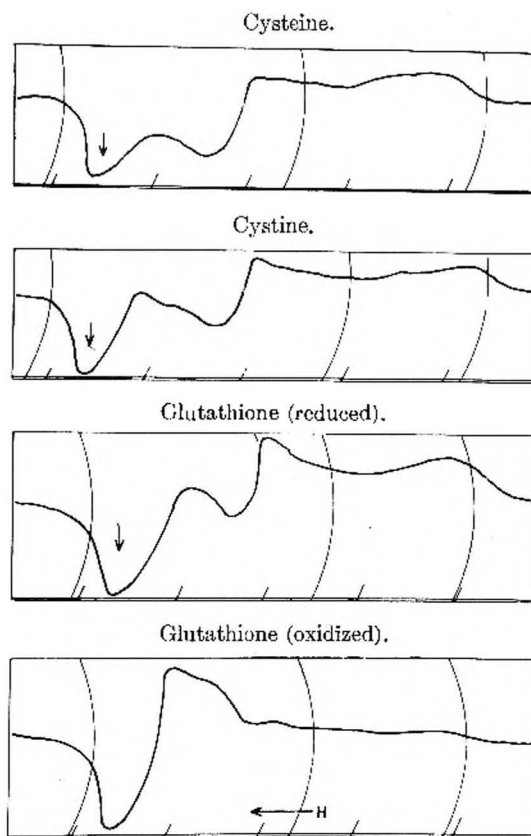 Cysteine.
Cystine.
Glutathione (reduced).
Glutathione (oxidized).
H